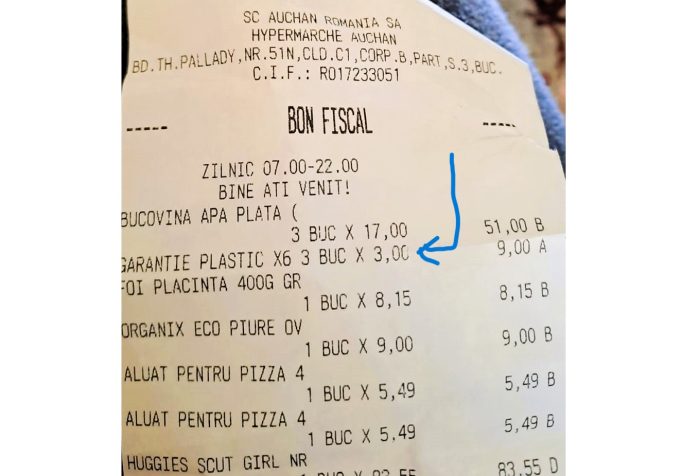 SC AUCHAN ROMANIA SA
HYPERMARCHE AUCHAN
BD.TH.PALLADY,NR.51N,CLD.C1,CORP.B,PART,S.3,BUC.
C.I.F.: RO17233051
----- BON FISCAL -----
ZILNIC 07.00-22.00
BINE ATI VENIT!
BUCOVINA APA PLATA (
3 BUC X 17,00 51,00 B
GARANTIE PLASTIC X6 3 BUC X 3,00 9,00 A
FOI PLACINTA 400G GR
1 BUC X 8,15 8,15 B
ORGANIX ECO PIURE OV
1 BUC X 9,00 9,00 B
ALUAT PENTRU PIZZA 4
1 BUC X 5,49 5,49 B
ALUAT PENTRU PIZZA 4
1 BUC X 5,49 5,49 B
HUGGIES SCUT GIRL NR
83,55 D